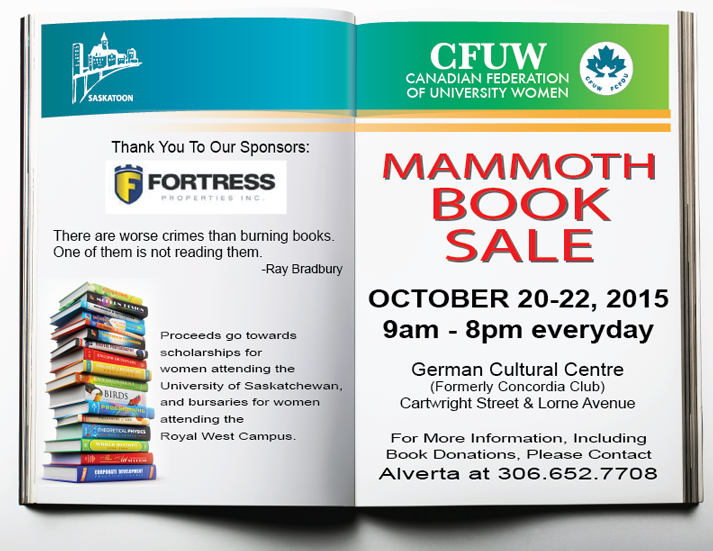 SASKATOON
Thank You To Our Sponsors:
F FORTRESS
PROPERTIES INC.
There are worse crimes than burning books.
One of them is not reading them.
-Ray Bradbury
BIRDS
PROGRAMMING
THEORETICAL PHYSICS
WORLD HISTORY
CORPORATE DEVELOPMENT
Proceeds go towards
scholarships for
women attending the
University of Saskatchewan,
and bursaries for women
attending the
Royal West Campus.
CFUW
CANADIAN FEDERATION
OF UNIVERSITY WOMEN
CFUW FCFDU
MAMMOTH
BOOK
SALE
OCTOBER 20-22, 2015
9am - 8pm everyday
German Cultural Centre
(Formerly Concordia Club)
Cartwright Street & Lorne Avenue
For More Information, Including
Book Donations, Please Contact
Alverta at 306.652.7708